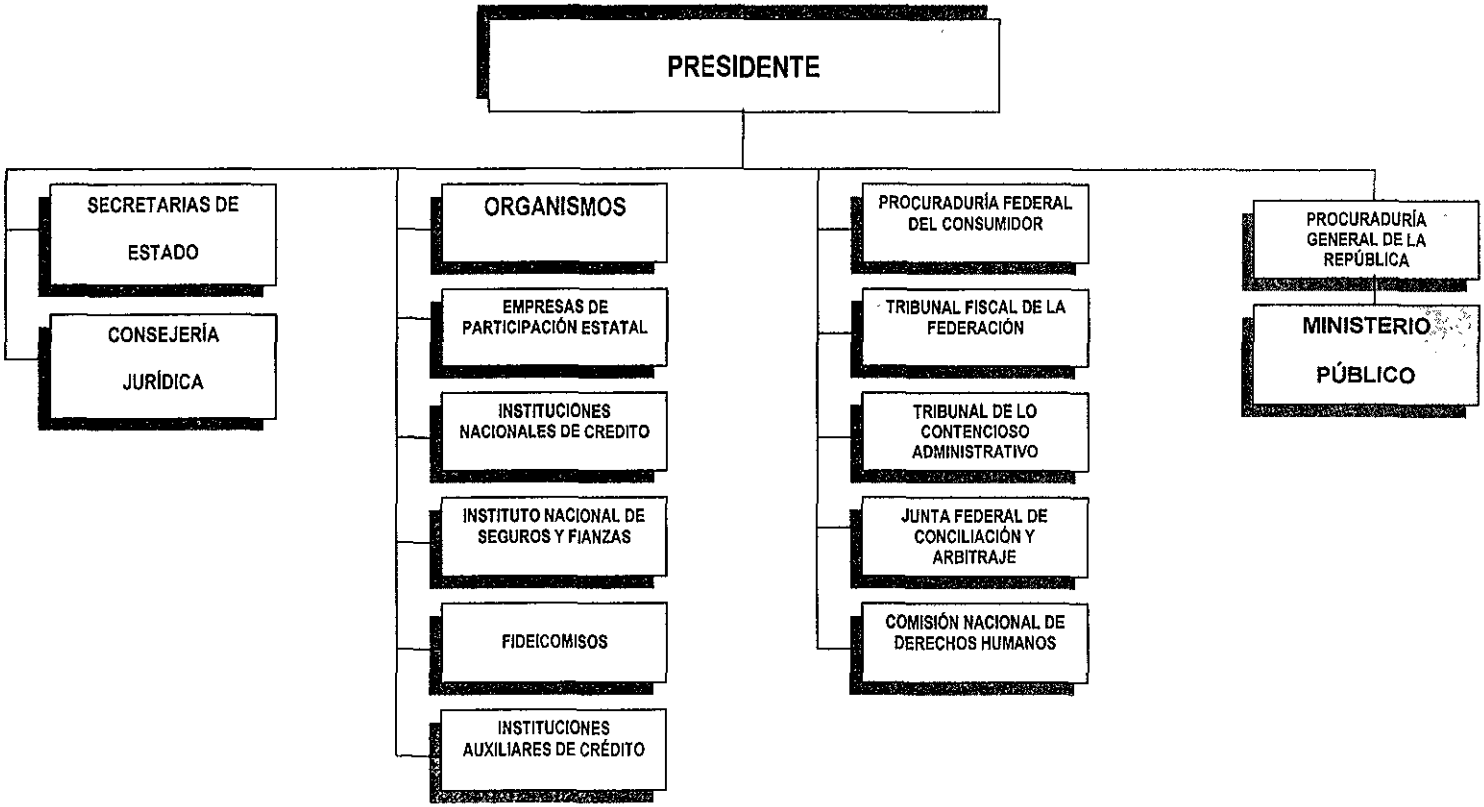 PRESIDENTE
SECRETARIAS DE
ESTADO
CONSEJERÍA
JURÍDICA
ORGANISMOS
EMPRESAS DE
PARTICIPACIÓN ESTATAL
INSTITUCIONES
NACIONALES DE CREDITO
INSTITUTO NACIONAL DE
SEGUROS Y FIANZAS
FIDEICOMISOS
INSTITUCIONES
AUXILIARES DE CRÉDITO
PROCURADURÍA FEDERAL
DEL CONSUMIDOR
TRIBUNAL FISCAL DE LA
FEDERACIÓN
TRIBUNAL DE LO
CONTENCIOSO
ADMINISTRATIVO
JUNTA FEDERAL DE
CONCILIACIÓN Y
ARBITRAJE
COMISIÓN NACIONAL DE
DERECHOS HUMANOS
PROCURADURÍA
GENERAL DE LA
REPÚBLICA
MINISTERIO
PÚBLICO